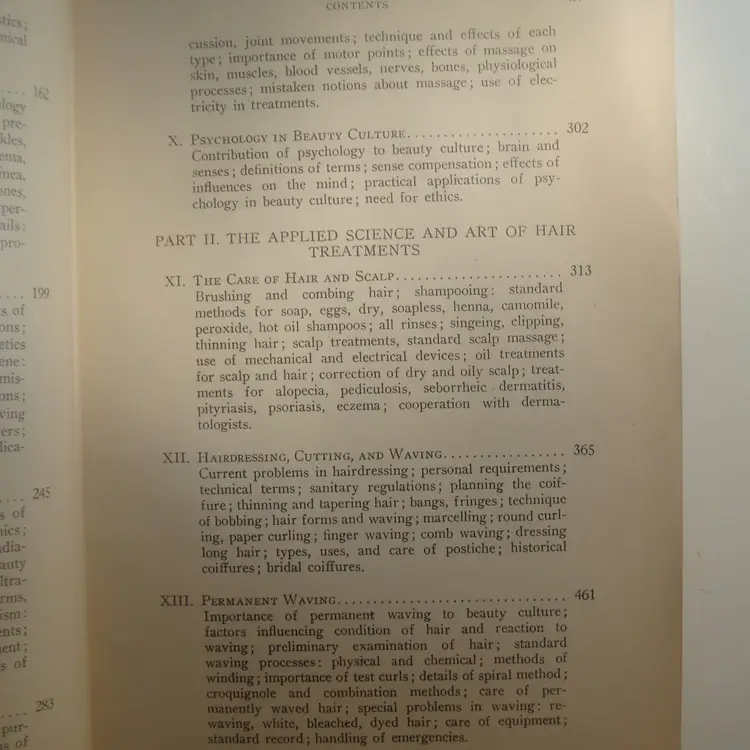 CONTENTS
cussion, joint movements; technique and effects of each
type; importance of motor points; effects of massage on
skin, muscles, blood vessels, nerves, bones, physiological
processes; mistaken notions about massage; use of elec-
tricity in treatments.
X. PSYCHOLOGY IN BEAUTY CULTURE.................... 302
Contribution of psychology to beauty culture; brain and
senses; definitions of terms; sense compensation; effects of
influences on the mind; practical applications of psy-
chology in beauty culture; need for ethics.
PART II. THE APPLIED SCIENCE AND ART OF HAIR
TREATMENTS
XI. THE CARE OF HAIR AND SCALP...................... 313
Brushing and combing hair; shampooing: standard
methods for soap, eggs, dry, soapless, henna, camomile,
peroxide, hot oil shampoos; all rinses; singeing, clipping,
thinning hair; scalp treatments, standard scalp massage;
use of mechanical and electrical devices; oil treatments
for scalp and hair; correction of dry and oily scalp; treat-
ments for alopecia, pediculosis, seborrheic dermatitis,
pityriasis, psoriasis, eczema; cooperation with derma-
tologists.
XII. HAIRDRESSING, CUTTING, AND WAVING................ 365
Current problems in hairdressing; personal requirements;
technical terms; sanitary regulations; planning the coif-
fure; thinning and tapering hair; bangs, fringes; technique
of bobbing; hair forms and waving; marcelling; round curl-
ing, paper curling; finger waving; comb waving; dressing
long hair; types, uses, and care of postiche; historical
coiffures; bridal coiffures.
XIII. PERMANENT WAVING.............................. 461
Importance of permanent waving to beauty culture;
factors influencing condition of hair and reaction to
waving; preliminary examination of hair; standard
waving processes: physical and chemical; methods of
winding; importance of test curls; details of spiral method;
croquignole and combination methods; care of per-
manently waved hair; special problems in waving: re-
waving, white, bleached, dyed hair; care of equipment;
standard record; handling of emergencies.
162
199
245
283